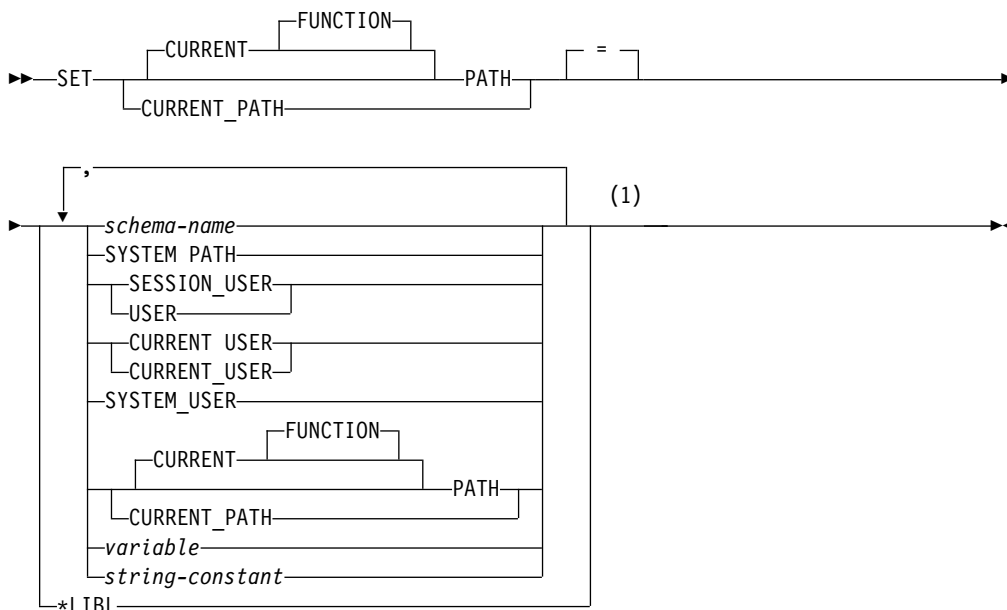 FUNCTION
CURRENT
SET PATH =
CURRENT_PATH
,
(1)
schema-name
SYSTEM PATH
SESSION_USER
USER
CURRENT USER
CURRENT_USER
SYSTEM_USER
FUNCTION
CURRENT
PATH
CURRENT_PATH
variable
string-constant
*LIBL